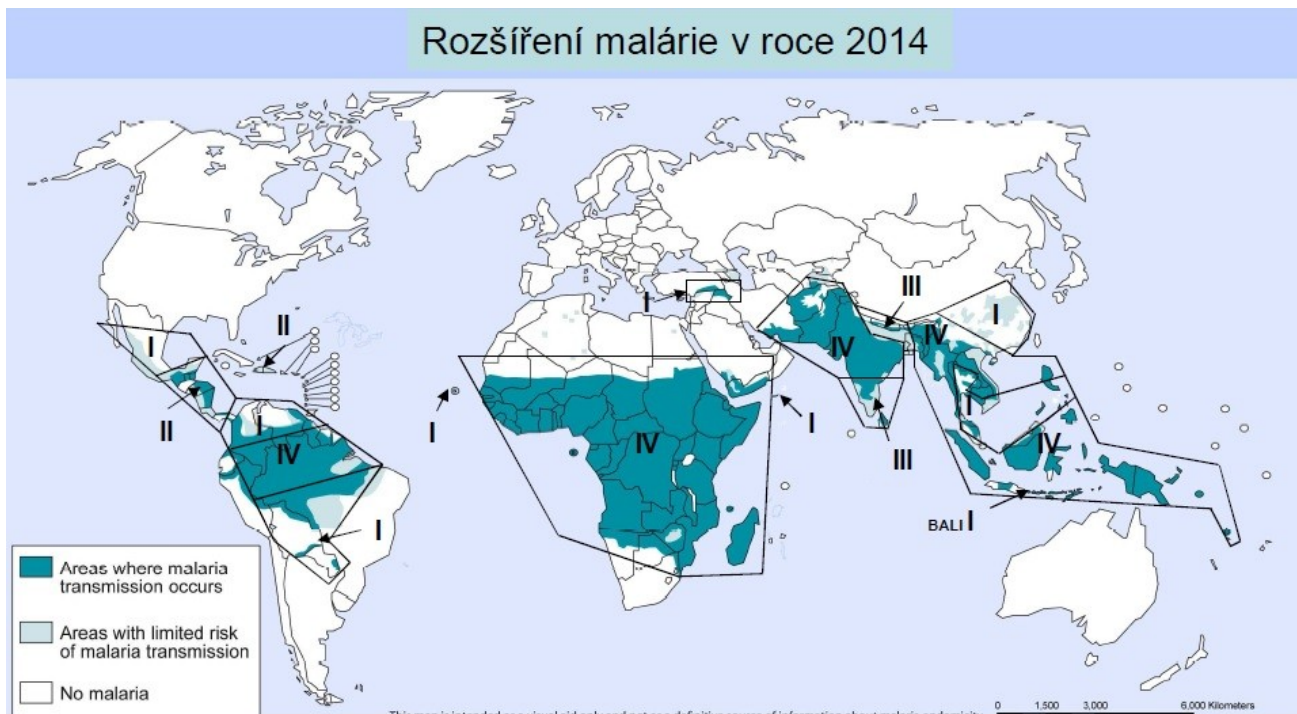 Rozšíření malárie v roce 2014
III
I
I
II
IV
IV
I
I
II
I
I
I
IV
IV
III
IV
I
BALI I
Areas where malaria
transmission occurs
Areas with limited risk
of malaria transmission
No malaria
0 1,500 3,000 6,000 Kilometers